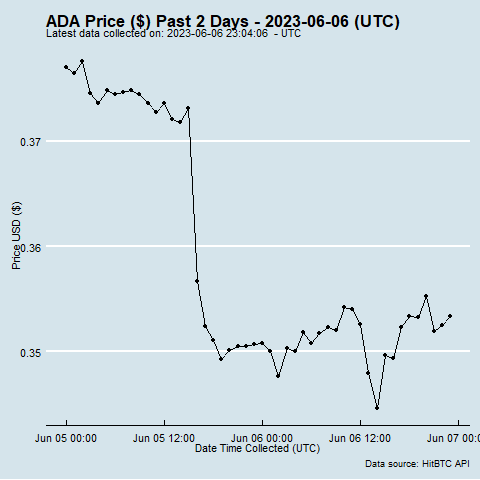 ADA Price ($) Past 2 Days - 2023-06-06 (UTC)
Latest data collected on: 2023-06-06 23:04:06 - UTC
0.37
0.36
0.35
Price USD ($)
Jun 05 00:00 Jun 05 12:00 Jun 06 00:00 Jun 06 12:00 Jun 07 00:00
Date Time Collected (UTC)
Data source: HitBTC API